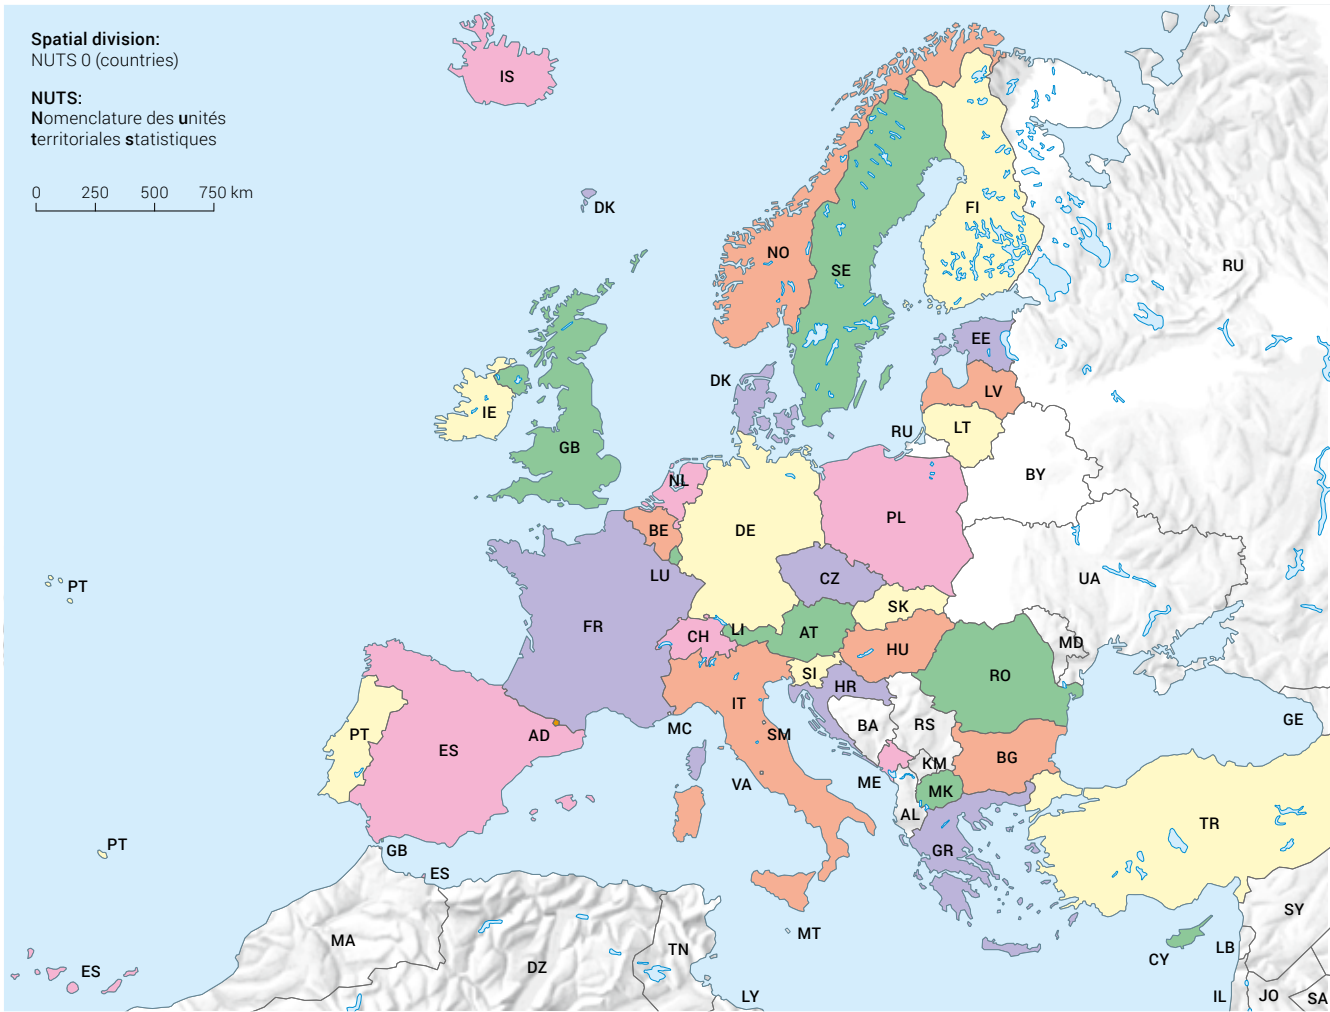 Spatial division:
NUTS 0 (countries)
NUTS:
Nomenclature des unités
territoriales statistiques
0 250 500 750 km
IS
DK
NO
SE
FI
RU
EE
DK
LV
IE
LT
RU
GB
BY
NL
BE
DE
PL
LU
CZ
UA
PT
SK
FR
CH
LI
AT
HU
MD
RO
SI
HR
IT
BA
RS
GE
MC
SM
PT
ES
AD
BG
KM
VA
ME
MK
AL
TR
GR
PT
GB
ES
SY
MT
MA
TN
LB
CY
DZ
ES
LY
IL
JO
SA